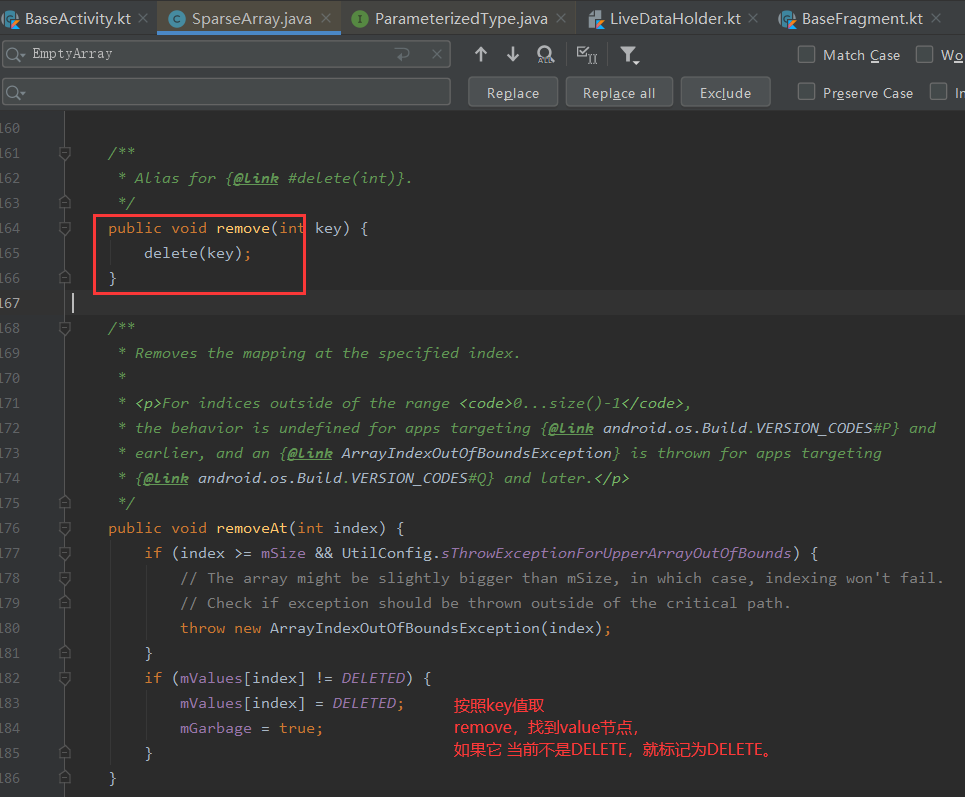 BaseActivity.kt SparseArray.java ParameterizedType.java LiveDataHolder.kt BaseFragment.kt
EmptyArray Match Case Wo
Replace Replace all Exclude Preserve Case In
160
161 /**
162 * Alias for {@link #delete(int)}.
163 */
164 public void remove(int key) {
165 delete(key);
166 }
167
168 /**
169 * Removes the mapping at the specified index.
170 *
171 * <p>For indices outside of the range <code>0...size()-1</code>,
172 * the behavior is undefined for apps targeting {@link android.os.Build.VERSION_CODES#P} and
173 * earlier, and an {@link ArrayIndexOutOfBoundsException} is thrown for apps targeting
174 * {@link android.os.Build.VERSION_CODES#Q} and later.</p>
175 */
176 public void removeAt(int index) {
177 if (index >= mSize && UtilConfig.sThrowExceptionForUpperArrayOutOfBounds) {
178 // The array might be slightly bigger than mSize, in which case, indexing won't fail.
179 // Check if exception should be thrown outside of the critical path.
180 throw new ArrayIndexOutOfBoundsException(index);
181 }
182 if (mValues[index] != DELETED) {
183 mValues[index] = DELETED; 按照key值取
184 mGarbage = true; remove，找到value节点，
185 } 如果它 当前不是DELETE，就标记为DELETE。
186 }